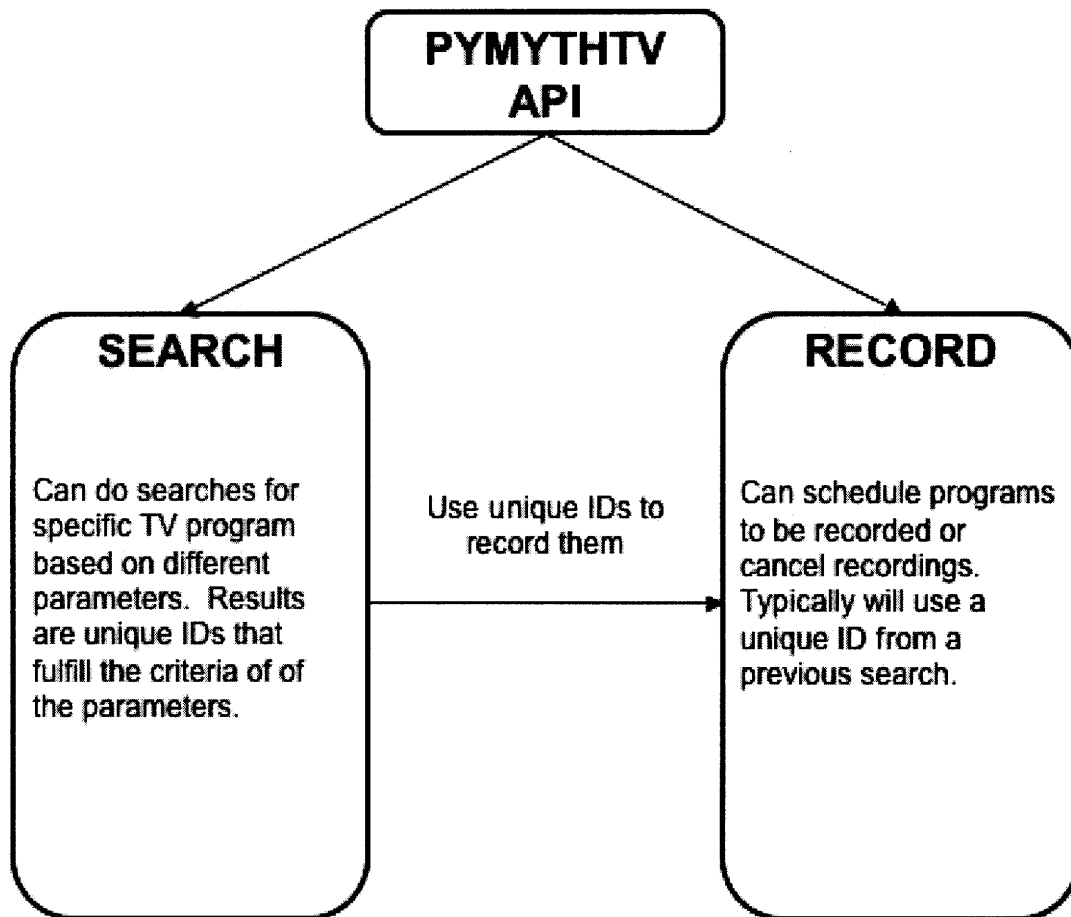 PYMYTHTV
API
SEARCH
Can do searches for
specific TV program
based on different
parameters. Results
are unique IDs that
fulfill the criteria of of
the parameters.
Use unique IDs to
record them
RECORD
Can schedule programs
to be recorded or
cancel recordings.
Typically will use a
unique ID from a
previous search.